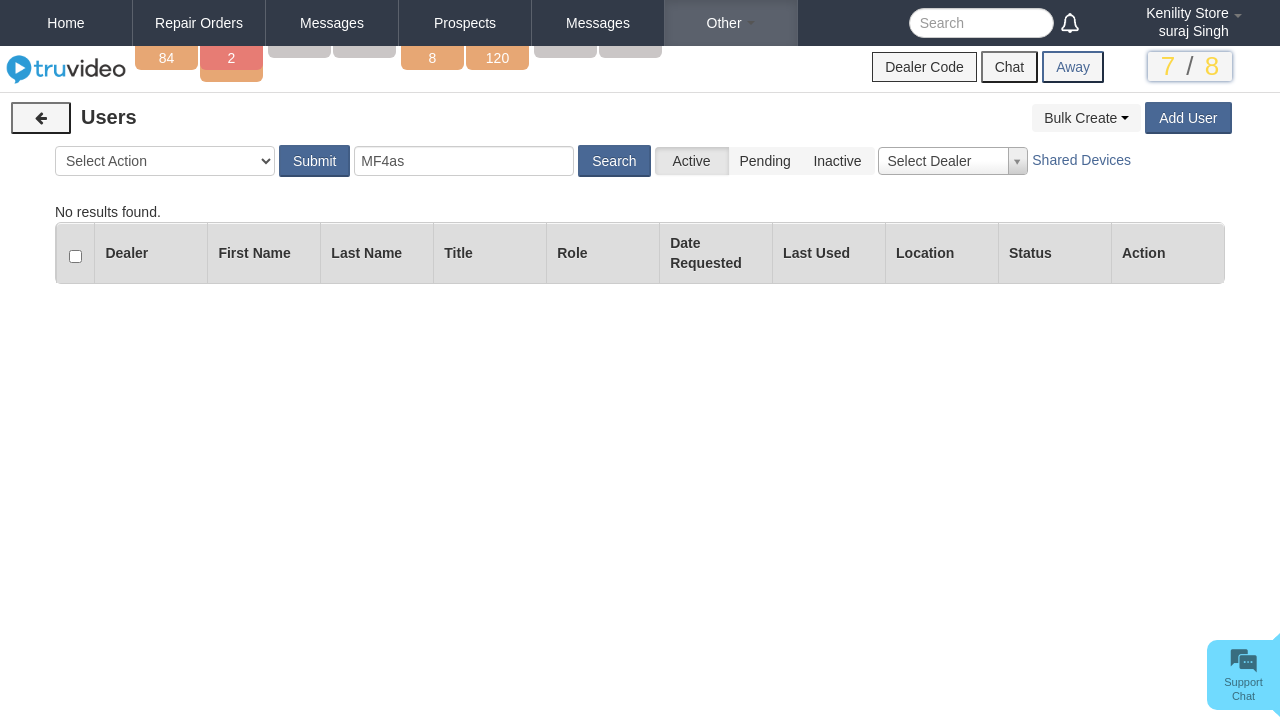 Home
Repair Orders
Messages
Prospects
Messages
Other
Search
Kenility Store
suraj Singh
truvideo
84
2
8
120
Dealer Code
Chat
Away
7 / 8
Users
Bulk Create
Add User
Select Action
Submit
MF4as
Search
Active
Pending
Inactive
Select Dealer
Shared Devices
No results found.
Dealer
First Name
Last Name
Title
Role
Date
Requested
Last Used
Location
Status
Action
Support
Chat